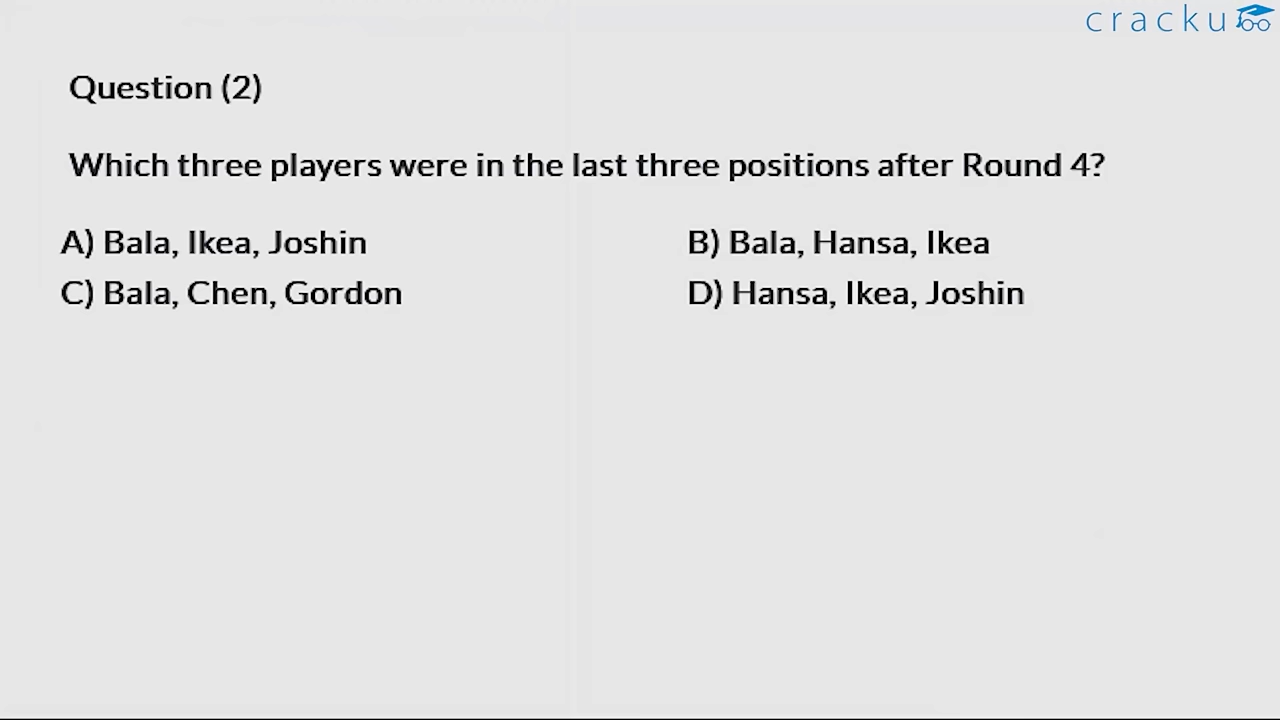 cracku
Question (2)
Which three players were in the last three positions after Round 4?
A) Bala, Ikea, Joshin
B) Bala, Hansa, Ikea
C) Bala, Chen, Gordon
D) Hansa, Ikea, Joshin